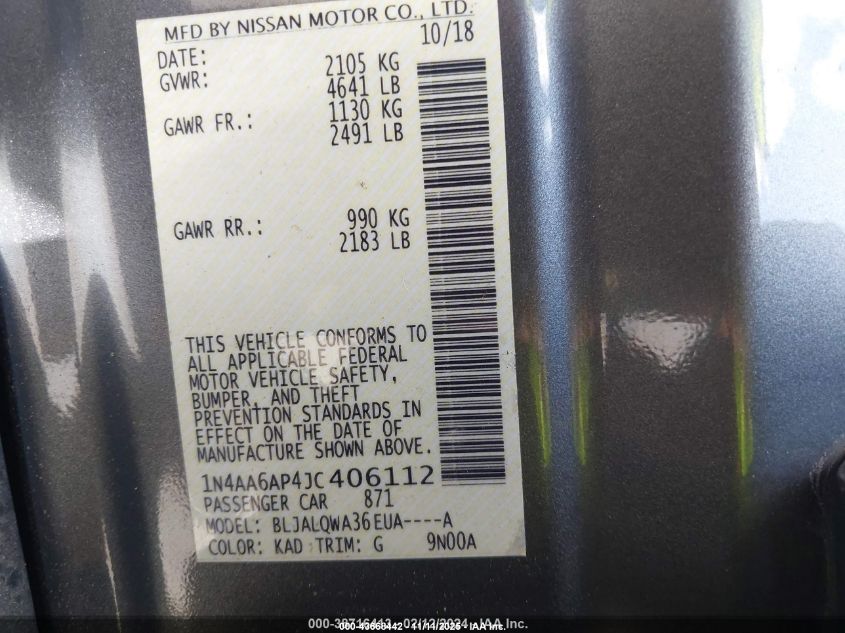 MFD BY NISSAN MOTOR CO., LTD.
DATE: 10/18
GVWR: 2105 KG
4641 LB
GAWR FR.: 1130 KG
2491 LB
GAWR RR.: 990 KG
2183 LB
THIS VEHICLE CONFORMS TO
ALL APPLICABLE FEDERAL
MOTOR VEHICLE SAFETY,
BUMPER, AND THEFT
PREVENTION STANDARDS IN
EFFECT ON THE DATE OF
MANUFACTURE SHOWN ABOVE.
1N4AA6AP4JC406112
PASSENGER CAR 871
MODEL: BLJALQWA36EUA----A
COLOR: KAD TRIM: G 9N00A
IAA, Inc.